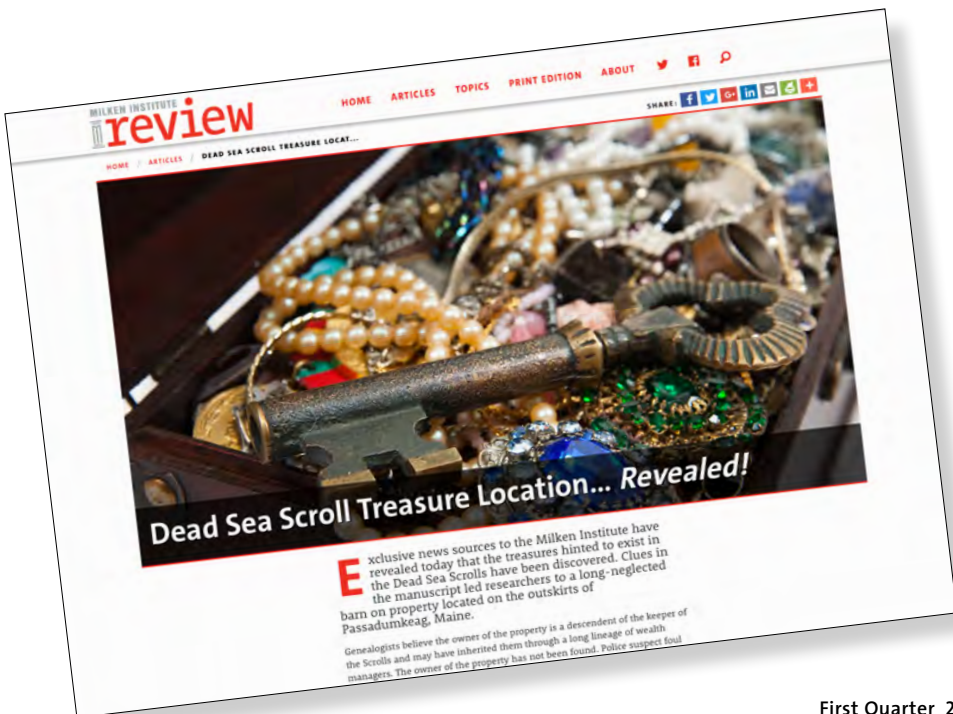 MILKEN INSTITUTE
review
HOME ARTICLES TOPICS PRINT EDITION ABOUT
SHARE:
HOME / ARTICLES / DEAD SEA SCROLL TREASURE LOCAT...
Dead Sea Scroll Treasure Location... Revealed!
Exclusive news sources to the Milken Institute have
revealed today that the treasures hinted to exist in
the Dead Sea Scrolls have been discovered. Clues in
the manuscript led researchers to a long-neglected
barn on property located on the outskirts of
Passadumkeag, Maine.
Genealogists believe the owner of the property is a descendent of the keeper of
the Scrolls and may have inherited them through a long lineage of wealth
managers. The owner of the property has not been found. Police suspect foul
First Quarter 2